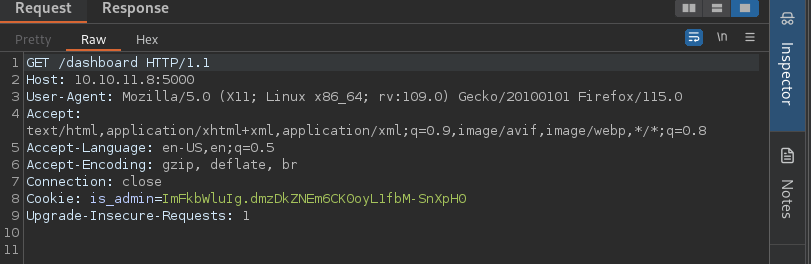 Request Response
Pretty Raw Hex \n
1 GET /dashboard HTTP/1.1
2 Host: 10.10.11.8:5000
3 User-Agent: Mozilla/5.0 (X11; Linux x86_64; rv:109.0) Gecko/20100101 Firefox/115.0
4 Accept:
text/html,application/xhtml+xml,application/xml;q=0.9,image/avif,image/webp,*/*;q=0.8
5 Accept-Language: en-US,en;q=0.5
6 Accept-Encoding: gzip, deflate, br
7 Connection: close
8 Cookie: is_admin=ImFkbWluIg.dmzDkZNEm6CK0oyL1fbM-SnXpH0
9 Upgrade-Insecure-Requests: 1
10
11
Inspector
Notes